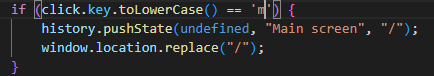 if (click.key.toLowerCase() == 'm') {
history.pushState(undefined, "Main screen", "/");
window.location.replace("/");
}